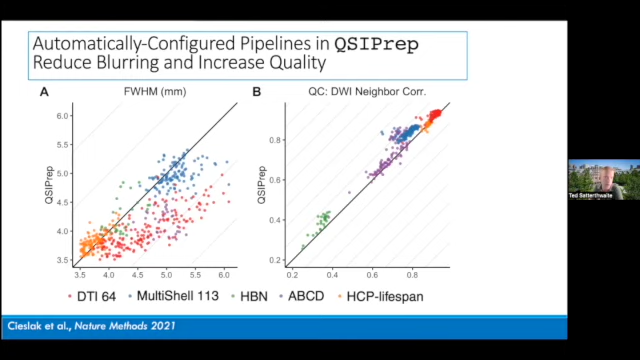 Automatically-Configured Pipelines in QSIPrep
Reduce Blurring and Increase Quality
A
FWHM (mm)
B
QC: DWI Neighbor Corr.
QSIPrep
6.0
5.5
5.0
4.5
4.0
3.5
3.5 4.0 4.5 5.0 5.5 6.0
QSIPrep
0.8
0.6
0.4
0.2
0.2 0.4 0.6 0.8
Ted Satterthwaite
DTI 64 MultiShell 113 HBN ABCD HCP-lifespan
Cieslak et al., Nature Methods 2021